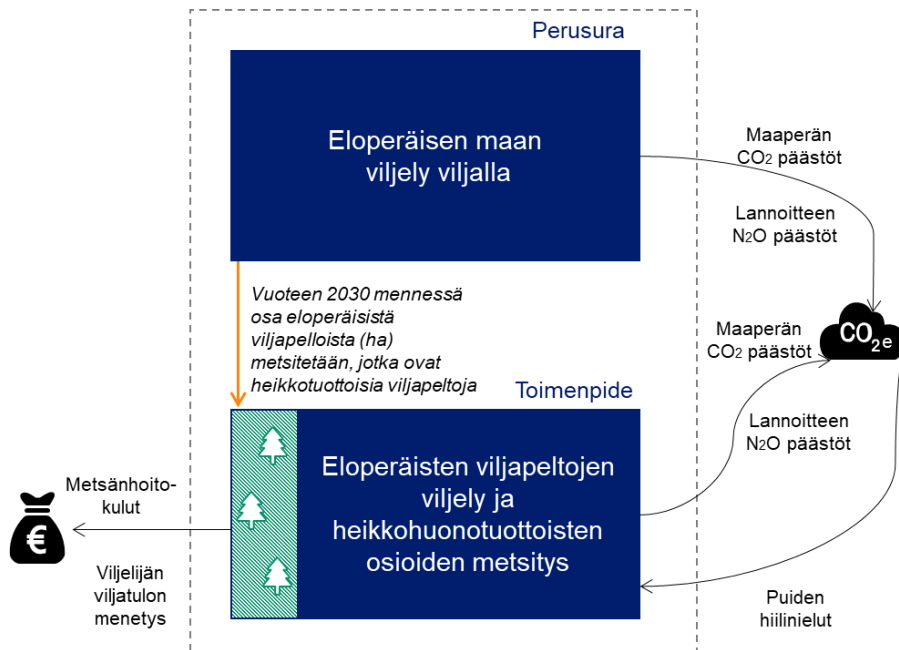 Perusura
Eloperäisen maan
viljely viljalla
Maaperän
CO2 päästöt
Lannoitteen
N2O päästöt
Vuoteen 2030 mennessä
osa eloperäisistä
viljapelloista (ha)
metsitetään, jotka ovat
heikkotuottoisia viljapeltoja
Maaperän
CO2 päästöt
CO2e
Toimenpide
Lannoitteen
N2O päästöt
Eloperäisten viljapeltojen
viljely ja
heikkohuonotuottoisten
osioiden metsitys
Metsänhoito-
kulut
€
Viljelijän
viljatulon
menetys
Puiden
hiilinielut